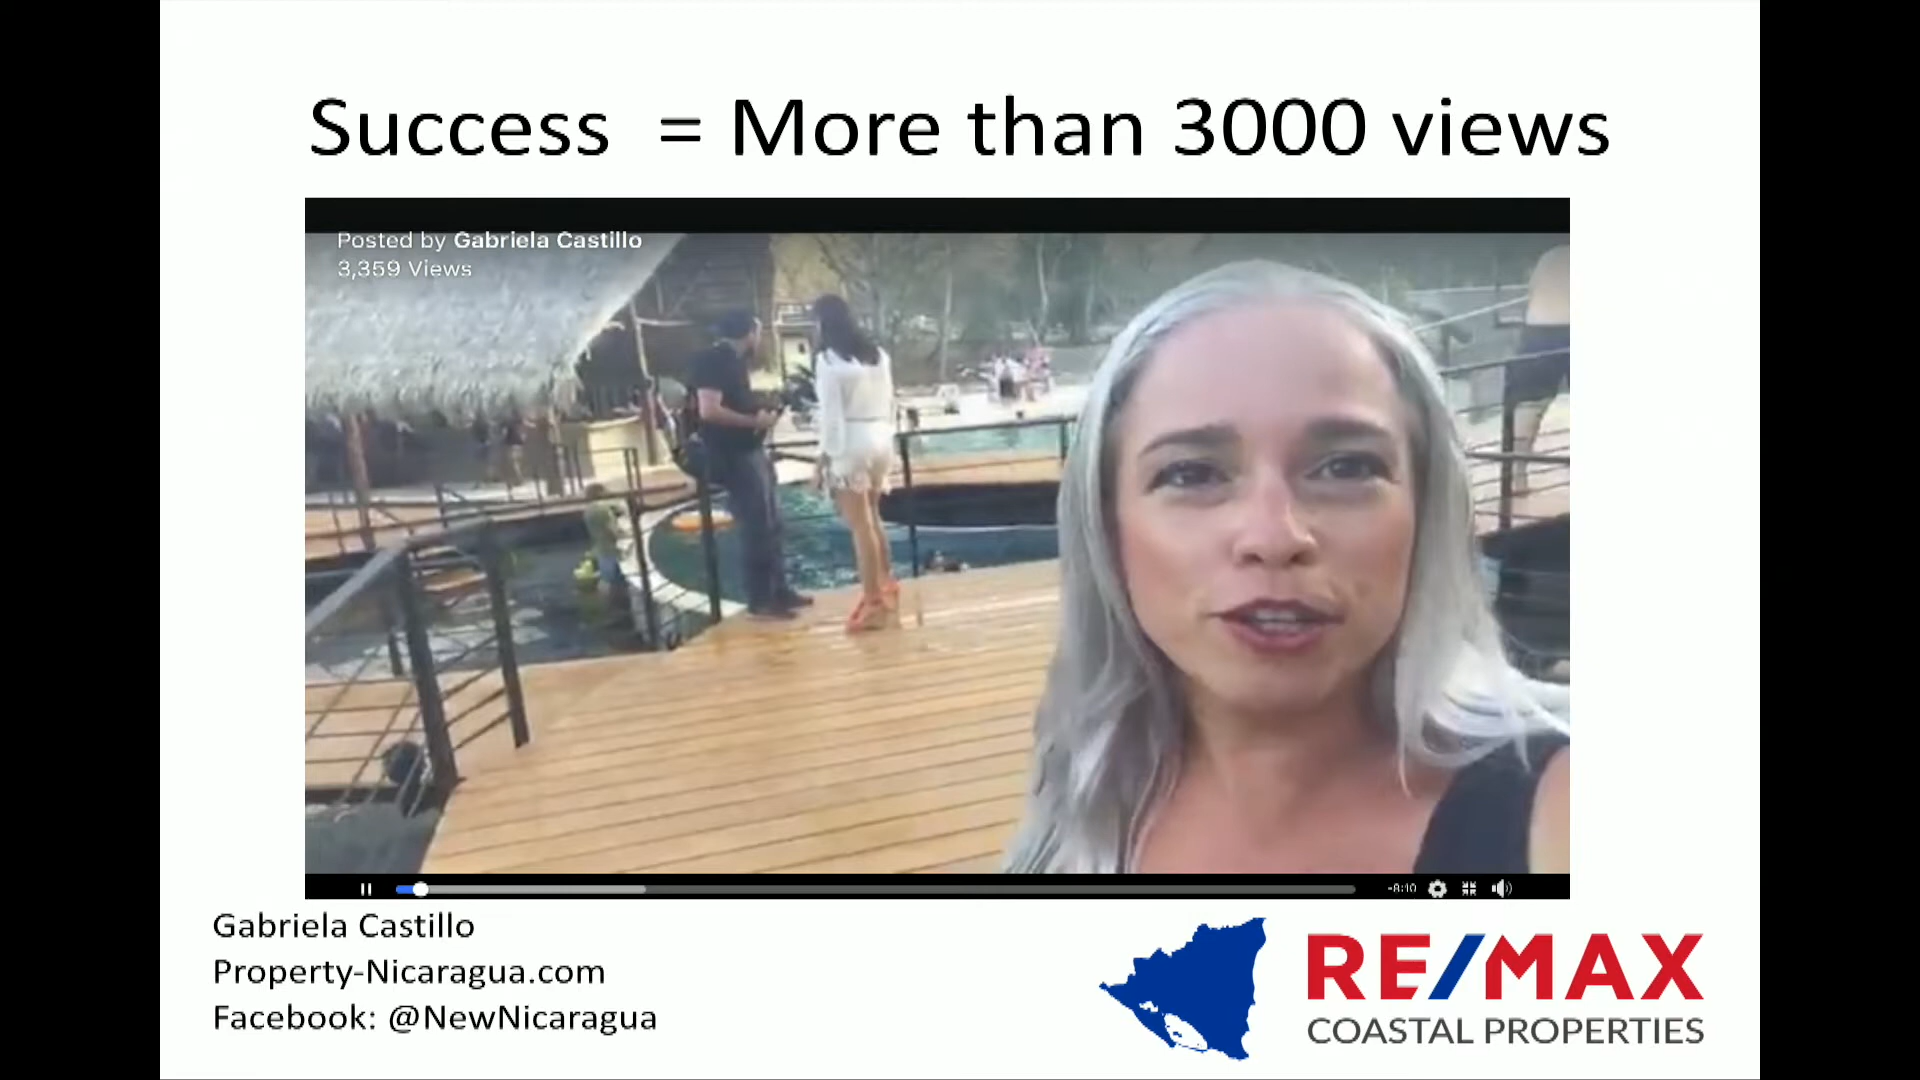 Success = More than 3000 views
Posted by Gabriela Castillo
3,359 Views
-8:10
Gabriela Castillo
Property-Nicaragua.com
Facebook: @NewNicaragua
RE/MAX
COASTAL PROPERTIES